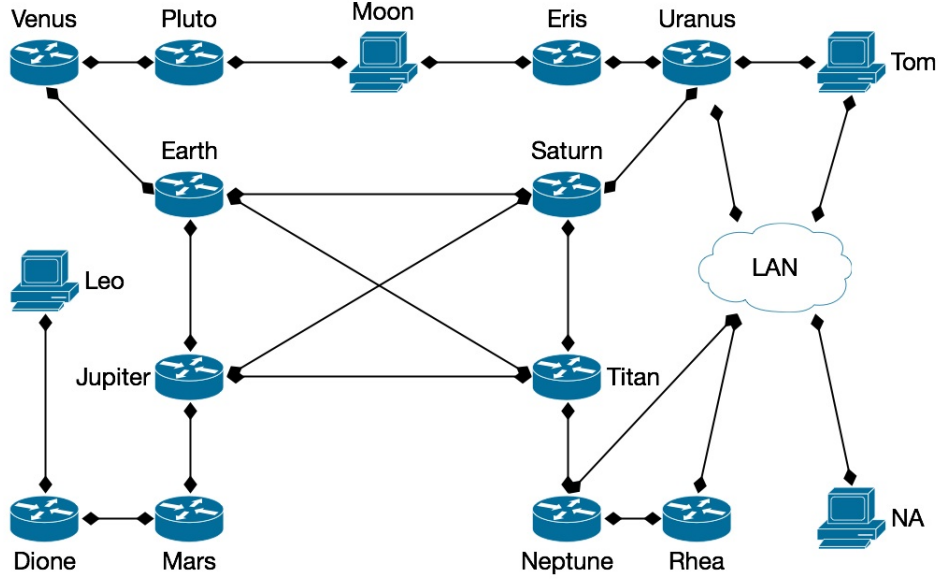 Venus
Pluto
Moon
Eris
Uranus
Tom
Earth
Saturn
LAN
Leo
Jupiter
Titan
NA
Dione
Mars
Neptune
Rhea